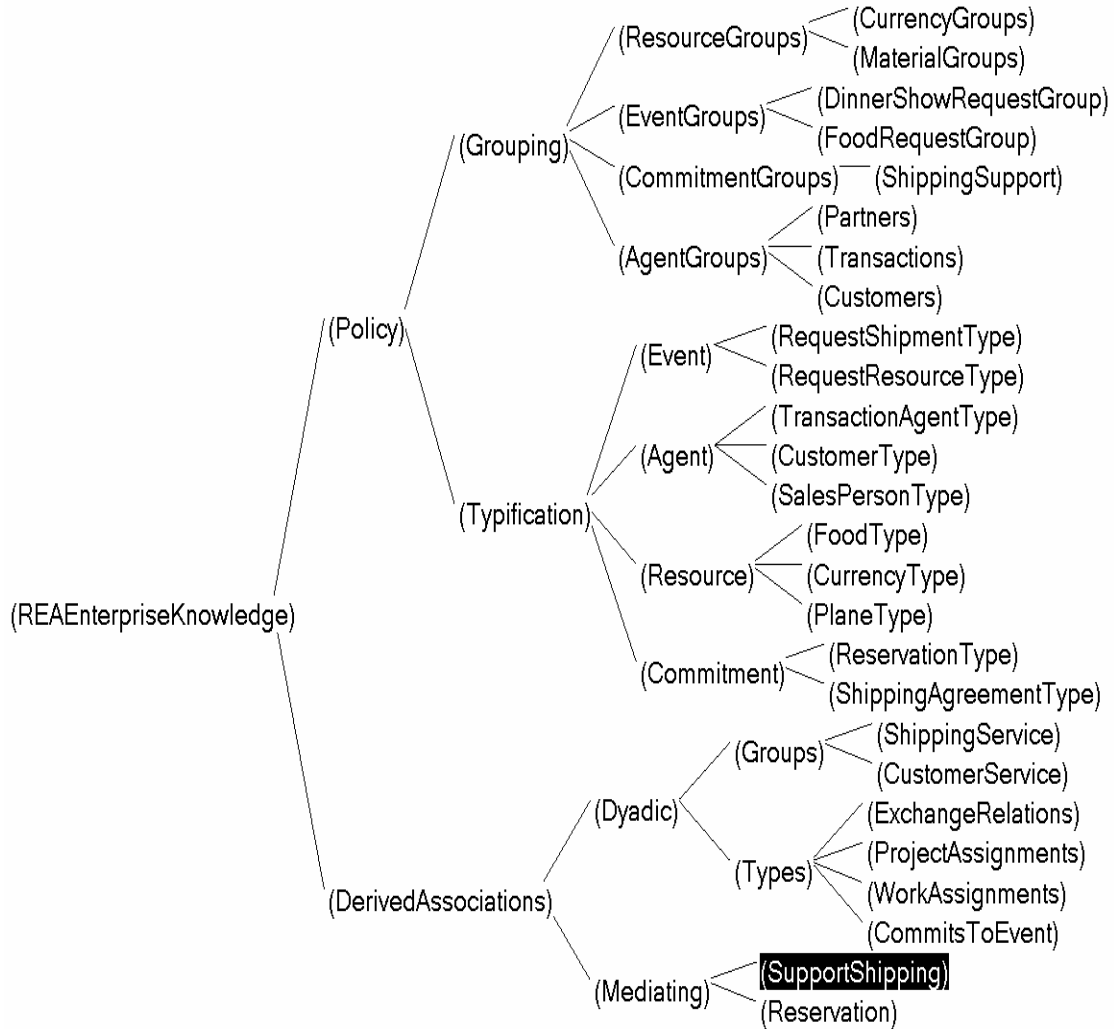 (CurrencyGroups)
(ResourceGroups)
(MaterialGroups)
(DinnerShowRequestGroup)
(EventGroups)
(FoodRequestGroup)
(Grouping)
(CommitmentGroups) (ShippingSupport)
(Partners)
(AgentGroups) (Transactions)
(Customers)
(Policy)
(RequestShipmentType)
(Event)
(RequestResourceType)
(TransactionAgentType)
(Agent) (CustomerType)
(SalesPersonType)
(Typification)
(FoodType)
(Resource) (CurrencyType)
(PlaneType)
(REAEnterpriseKnowledge)
(ReservationType)
(Commitment)
(ShippingAgreementType)
(ShippingService)
(Groups)
(CustomerService)
(Dyadic)
(ExchangeRelations)
(ProjectAssignments)
(Types)
(WorkAssignments)
(CommitsToEvent)
(DerivedAssociations)
(SupportShipping)
(Mediating)
(Reservation)